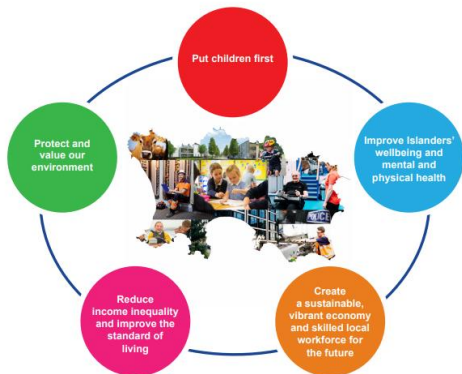 Put children first
Improve Islanders'
wellbeing and
mental and
physical health
Create
a sustainable,
vibrant economy
and skilled local
workforce for
the future
Reduce
income inequality
and improve the
standard of
living
Protect and
value our
environment
POLICE